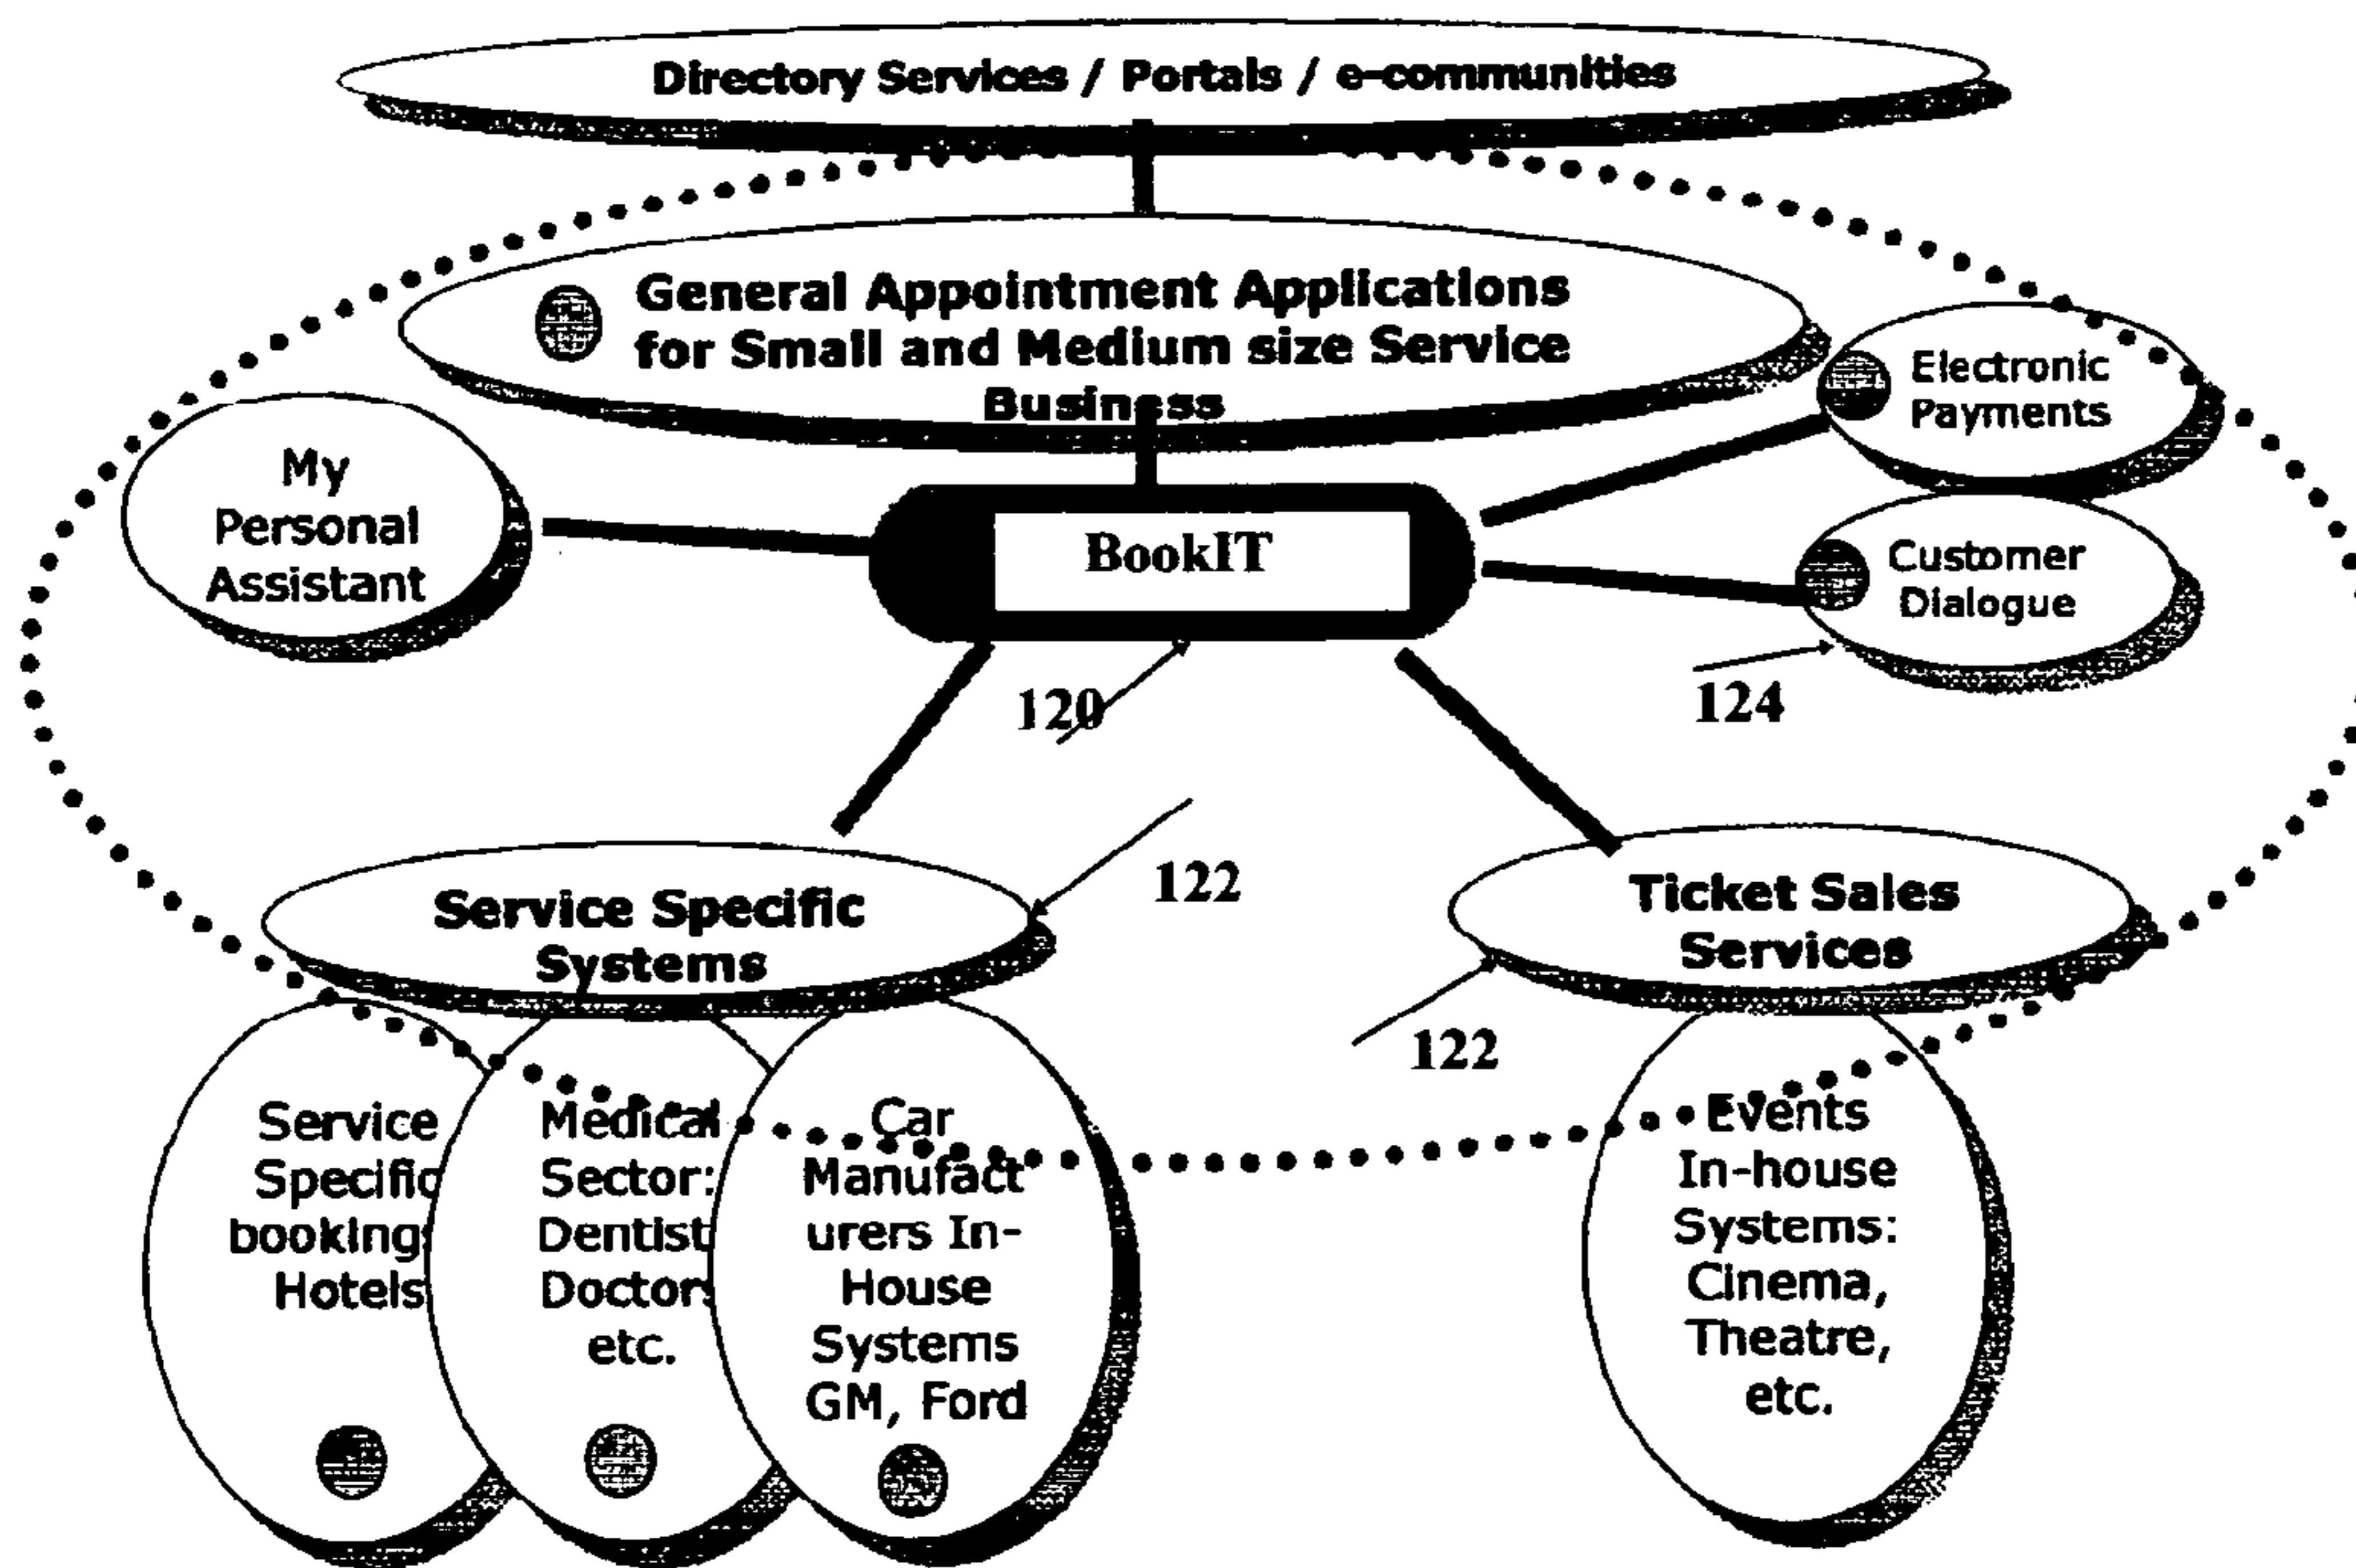 Directory Services / Portals / e-communities
General Appointment Applications
for Small and Medium size Service
Business
Electronic
Payments
My
Personal
Assistant
BookIT
Customer
Dialogue
120
124
122
Service Specific
Systems
Ticket Sales
Services
122
Service
Specific
booking
Hotels
Medical
Sector:
Dentist
Doctor
etc.
Car
Manufact
urers In-
House
Systems
GM, Ford
Events
In-house
Systems:
Cinema,
Theatre,
etc.